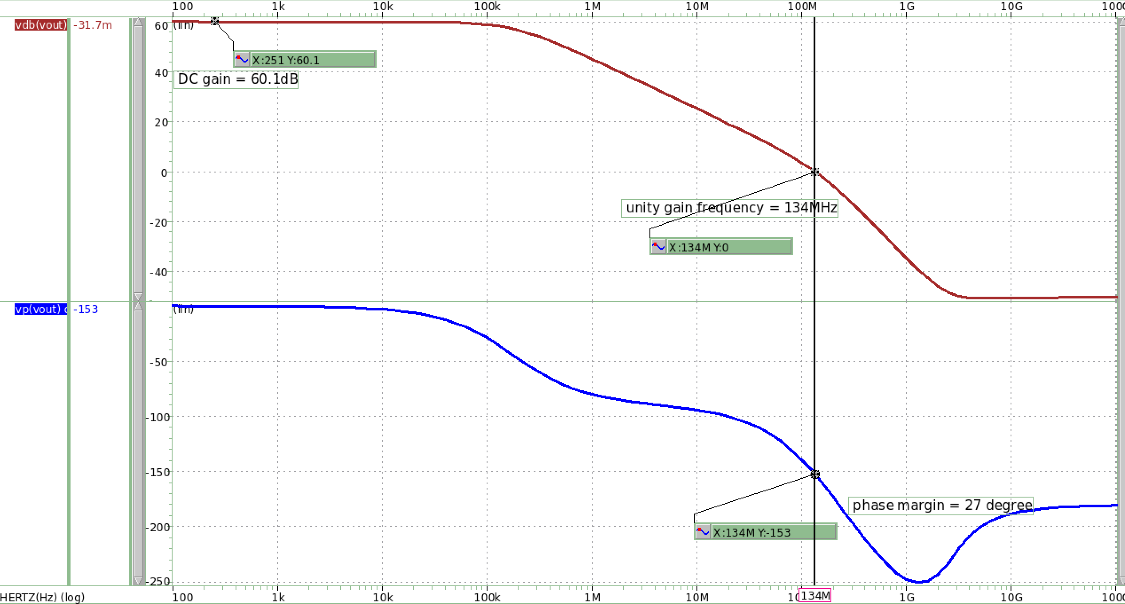 100 1k 10k 100k 1M 10M 100M 1G 10G 100G
vdb(vout) -31.7m
60 (lin)
X:251 Y:60.1
DC gain = 60.1dB
40
20
0
unity gain frequency = 134MHz
-20
X:134M Y:0
-40
vp(vout) -153
(lin)
-50
-100
-150
phase margin = 27 degree
X:134M Y:-153
-200
-250
HERTZ(Hz) (log) 100 1k 10k 100k 1M 10M 134M 1G 10G